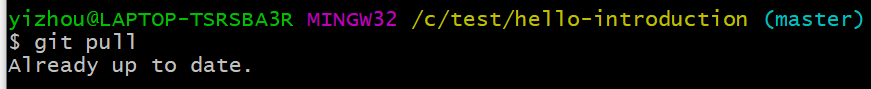 yizhou@LAPTOP-TSRSBA3R MINGW32 /c/test/hello-introduction (master)
$ git pull
Already up to date.